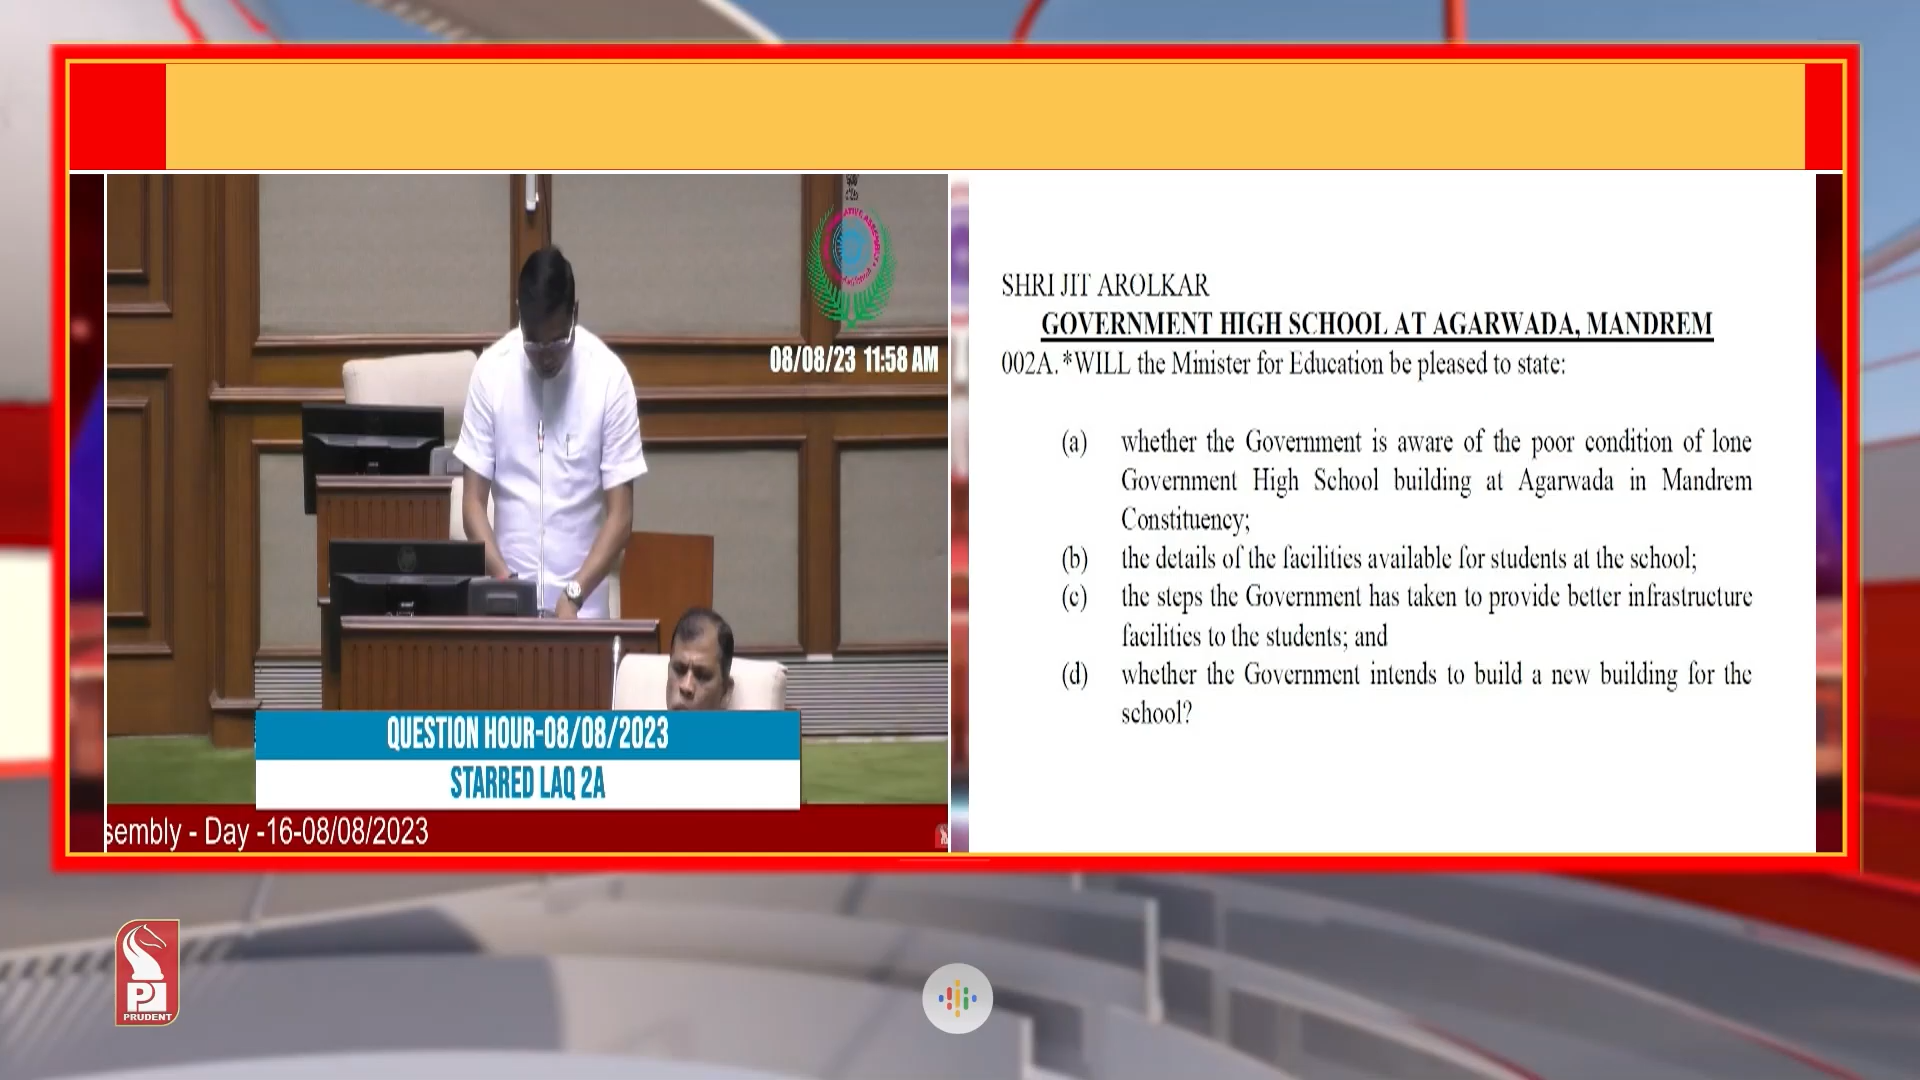 08/08/23 11:58 AM
QUESTION HOUR-08/08/2023
STARRED LAQ 2A
sembly - Day -16-08/08/2023
SHRI JIT AROLKAR
GOVERNMENT HIGH SCHOOL AT AGARWADA, MANDREM
002A.*WILL the Minister for Education be pleased to state:
(a) whether the Government is aware of the poor condition of lone
Government High School building at Agarwada in Mandrem
Constituency;
(b) the details of the facilities available for students at the school;
(c) the steps the Government has taken to provide better infrastructure
facilities to the students; and
(d) whether the Government intends to build a new building for the
school?
P
PRUDENT